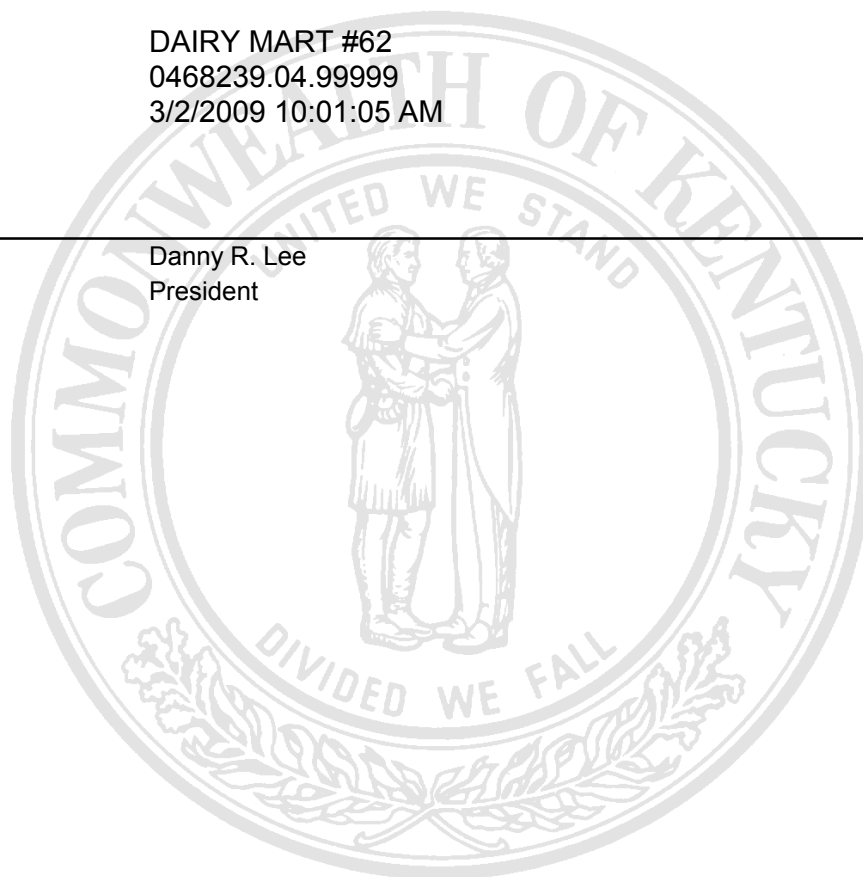 DAIRY MART #62
0468239.04.99999
3/2/2009 10:01:05 AM
COMMONWEALTH OF KENTUCKY
UNITED WE STAND
Danny R. Lee
President
DIVIDED WE FALL